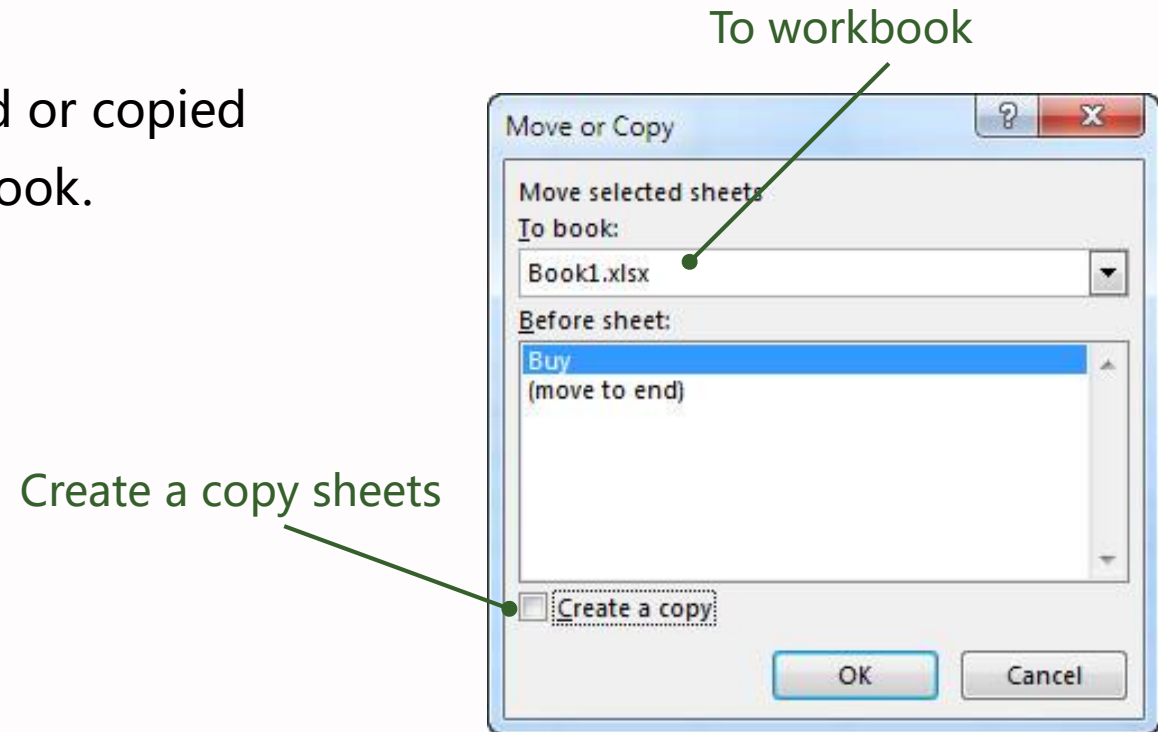 To workbook
d or copied
ook.
Move or Copy
Move selected sheets
To book:
Book1.xlsx
Before sheet:
Buy
(move to end)
Create a copy sheets
Create a copy
OK
Cancel